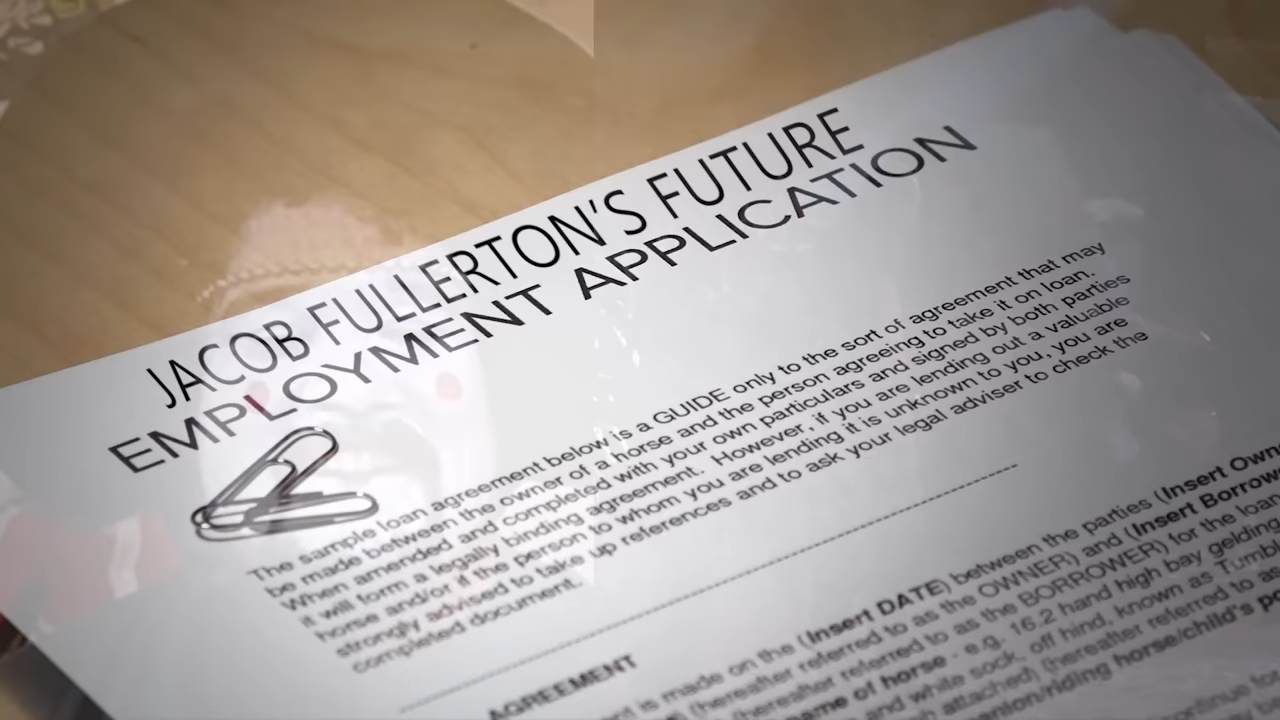 JACOB FULLERTON'S FUTURE
EMPLOYMENT APPLICATION
The sample loan agreement below is a GUIDE only to the sort of agreement that may
be made between the owner of a horse and the person agreeing to take it on loan.
When amended and completed with your own particulars and signed by both parties
it will form a legally binding agreement. However, if you are lending out a valuable
horse and/or if the person to whom you are lending it is unknown to you, you are
strongly advised to take up references and to ask your legal adviser to check the
completed document.
AGREEMENT
is made on the (Insert DATE) between the parties (Insert
(hereafter referred to as the OWNER) and (Insert
(hereafter referred to as the BORROWER) for the loan
name of horse - e.g. 16.2 hand high bay gelding
and white sock, off hind, known as
attached) (hereafter referred to as
horse/child's